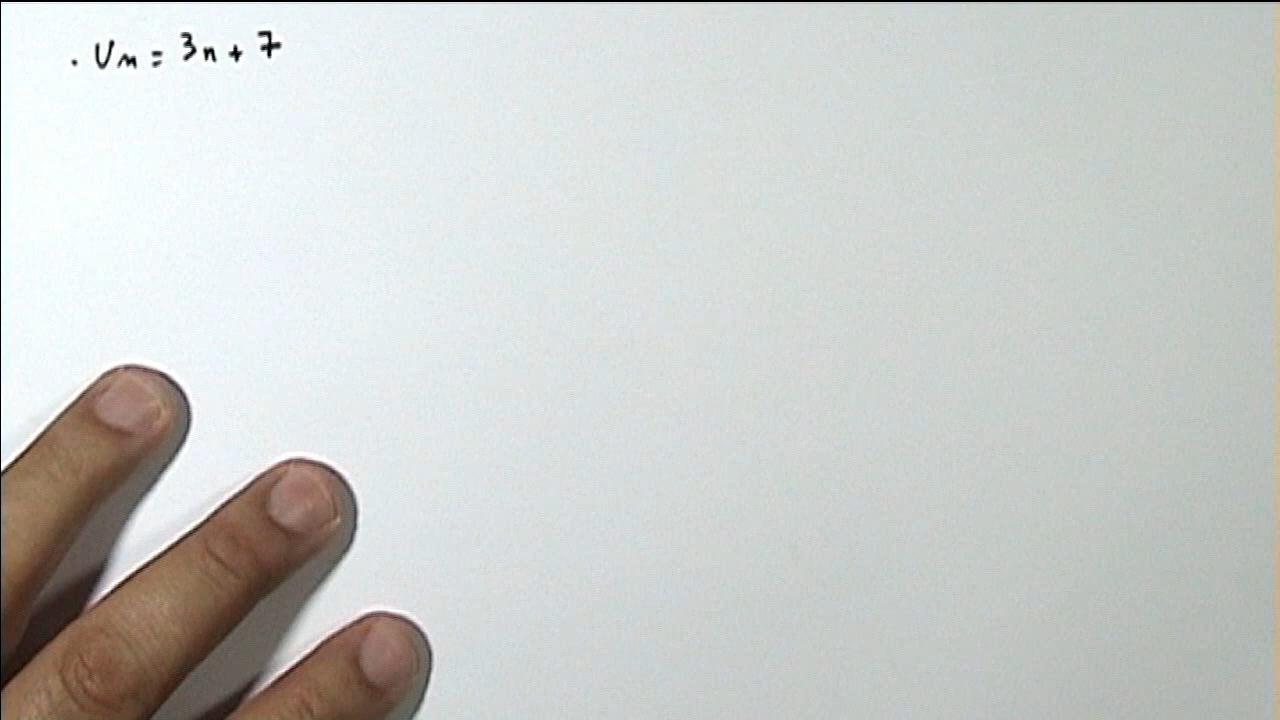 . Un = 3n + 7